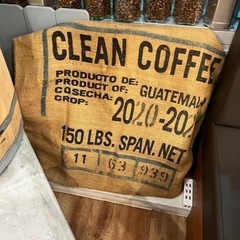 CLEAN COFFEE
PRODUCTO DE:
PRODUCT OF: GUATEMALA
COSECHA:
CROP: 2020-202
150 LBS. SPAN. NET
11 63 939